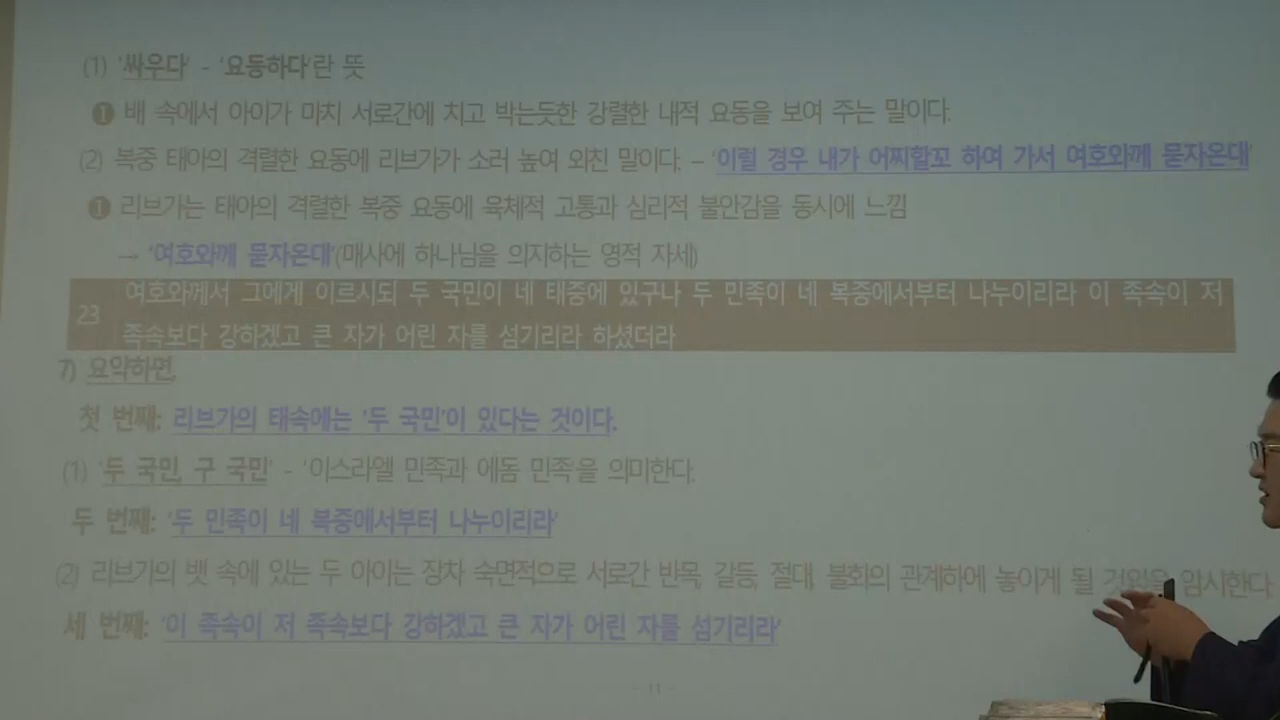 (1) '싸우다' - '요동하다'란 뜻
❶ 배 속에서 아이가 마치 서로간에 치고 박는듯한 강렬한 내적 요동을 보여 주는 말이다.
(2) 복중 태아의 격렬한 요동에 리브가가 소러 높여 외친 말이다. – '이럴 경우 내가 어찌할꼬 하여 가서 여호와께 묻자온대'
❶ 리브가는 태아의 격렬한 복중 요동에 육체적 고통과 심리적 불안감을 동시에 느낌
→ '여호와께 묻자온대'(매사에 하나님을 의지하는 영적 자세)
23 여호와께서 그에게 이르시되 두 국민이 네 태중에 있구나 두 민족이 네 복중에서부터 나누이리라 이 족속이 저
족속보다 강하겠고 큰 자가 어린 자를 섬기리라 하셨더라
7) 요약하면,
첫 번째: 리브가의 태속에는 '두 국민'이 있다는 것이다.
(1) '두 국민, 구 국민' - '이스라엘 민족과 에돔 민족'을 의미한다.
두 번째: '두 민족이 네 복중에서부터 나누이리라'
(2) 리브가의 뱃 속에 있는 두 아이는 장차 숙면적으로 서로간 반목, 갈등, 절대, 불회의 관계하에 놓이게 될 것임을 암시한다.
세 번째: '이 족속이 저 족속보다 강하겠고 큰 자가 어린 자를 섬기리라'
- 11 -